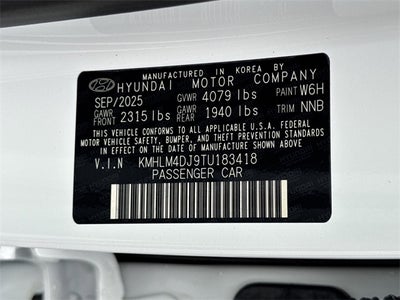 MANUFACTURED IN KOREA BY
HYUNDAI MOTOR COMPANY
SEP/2025 GVWR 4079 lbs PAINT W6H
GAWR FRONT 2315 lbs GAWR REAR 1940 lbs TRIM NNB
THIS VEHICLE CONFORMS TO ALL APPLICABLE U.S.A. FEDERAL
MOTOR VEHICLE SAFETY, BUMPER, AND THEFT PREVENTION
STANDARDS IN EFFECT ON THE DATE OF MANUFACTURE
SHOWN ABOVE.
V.I.N KMHLM4DJ9TU183418
PASSENGER CAR